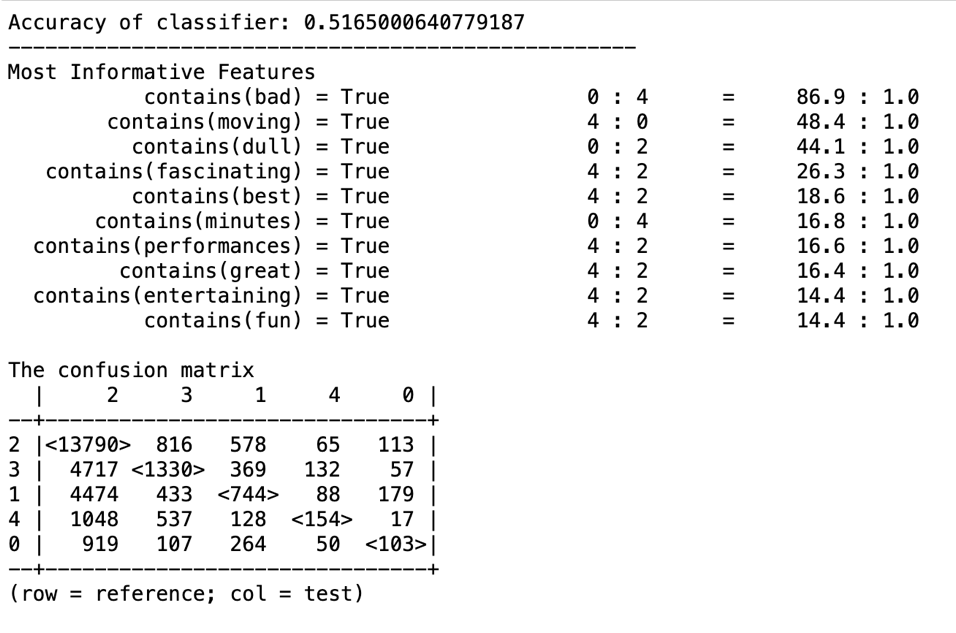 Accuracy of classifier: 0.5165000640779187
---------------------------------------------------
Most Informative Features
contains(bad) = True 0 : 4 = 86.9 : 1.0
contains(moving) = True 4 : 0 = 48.4 : 1.0
contains(dull) = True 0 : 2 = 44.1 : 1.0
contains(fascinating) = True 4 : 2 = 26.3 : 1.0
contains(best) = True 4 : 2 = 18.6 : 1.0
contains(minutes) = True 0 : 4 = 16.8 : 1.0
contains(performances) = True 4 : 2 = 16.6 : 1.0
contains(great) = True 4 : 2 = 16.4 : 1.0
contains(entertaining) = True 4 : 2 = 14.4 : 1.0
contains(fun) = True 4 : 2 = 14.4 : 1.0
The confusion matrix
| 2 3 1 4 0 |
--+-------------------------------+
2 |<13790> 816 578 65 113 |
3 | 4717 <1330> 369 132 57 |
1 | 4474 433 <744> 88 179 |
4 | 1048 537 128 <154> 17 |
0 | 919 107 264 50 <103>|
--+-------------------------------+
(row = reference; col = test)